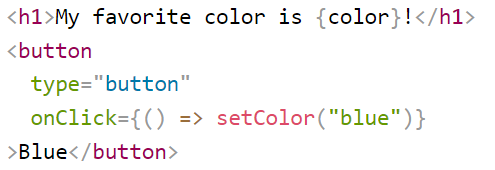 <h1>My favorite color is {color}!</h1>
<button
  type="button"
  onClick={() => setColor("blue")}
>Blue</button>